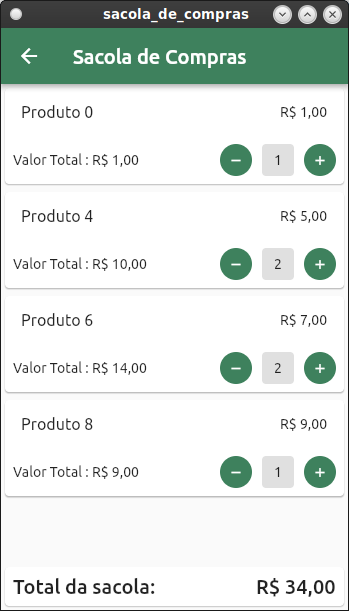 sacola_de_compras
Sacola de Compras
Produto 0 R$ 1,00
Valor Total : R$ 1,00 − 1 +
Produto 4 R$ 5,00
Valor Total : R$ 10,00 − 2 +
Produto 6 R$ 7,00
Valor Total : R$ 14,00 − 2 +
Produto 8 R$ 9,00
Valor Total : R$ 9,00 − 1 +
Total da sacola: R$ 34,00